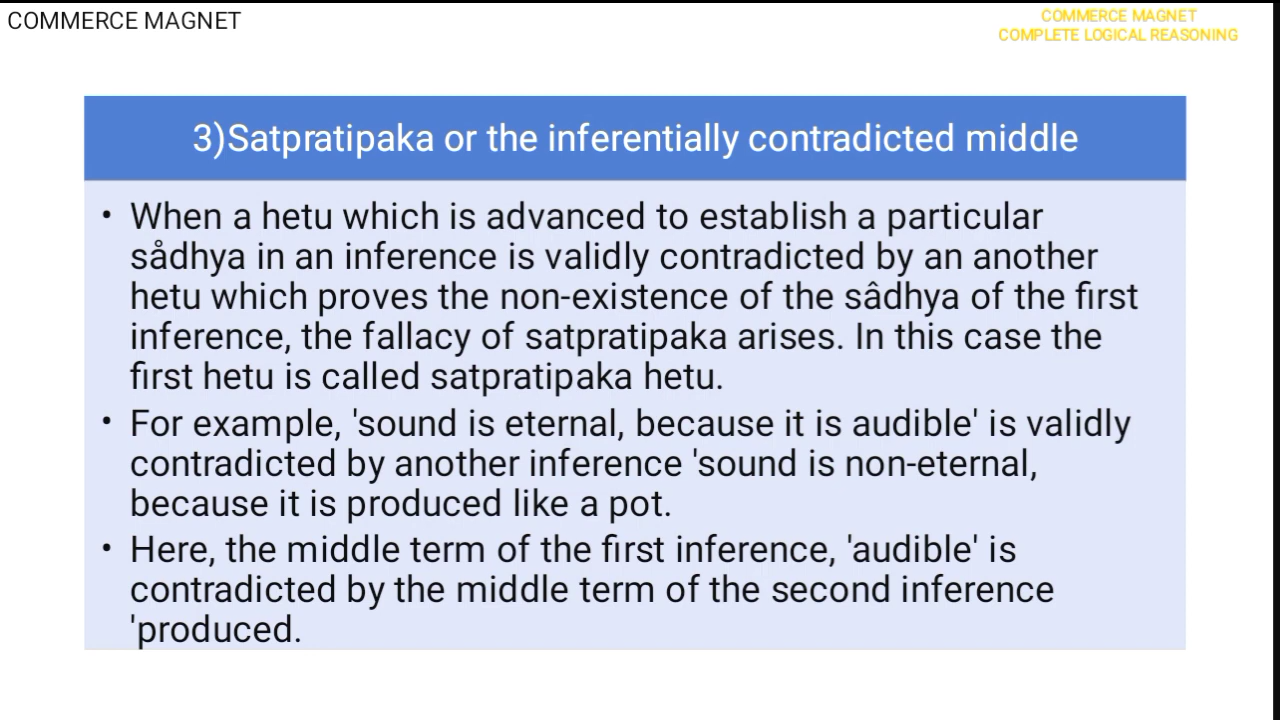 COMMERCE MAGNET
COMMERCE MAGNET
COMPLETE LOGICAL REASONING
3)Satpratipaka or the inferentially contradicted middle
• When a hetu which is advanced to establish a particular
sådhya in an inference is validly contradicted by an another
hetu which proves the non-existence of the sâdhya of the first
inference, the fallacy of satpratipaka arises. In this case the
first hetu is called satpratipaka hetu.
• For example, 'sound is eternal, because it is audible' is validly
contradicted by another inference 'sound is non-eternal,
because it is produced like a pot.
• Here, the middle term of the first inference, 'audible' is
contradicted by the middle term of the second inference
'produced.